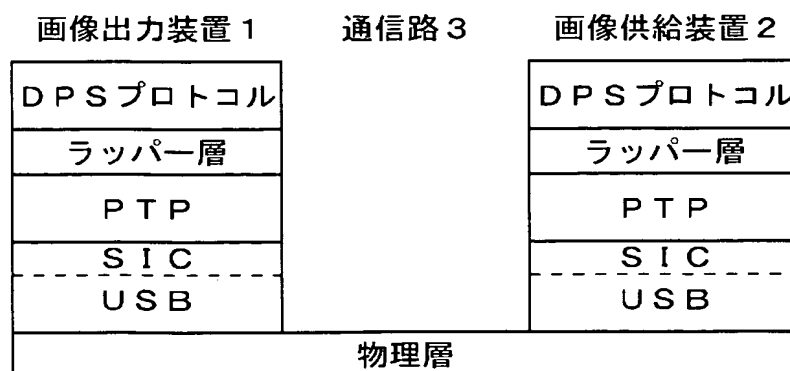 画像出力装置1 通信路3 画像供給装置2
DPSプロトコル DPSプロトコル
ラッパー層 ラッパー層
PTP PTP
SIC SIC
USB USB
物理層